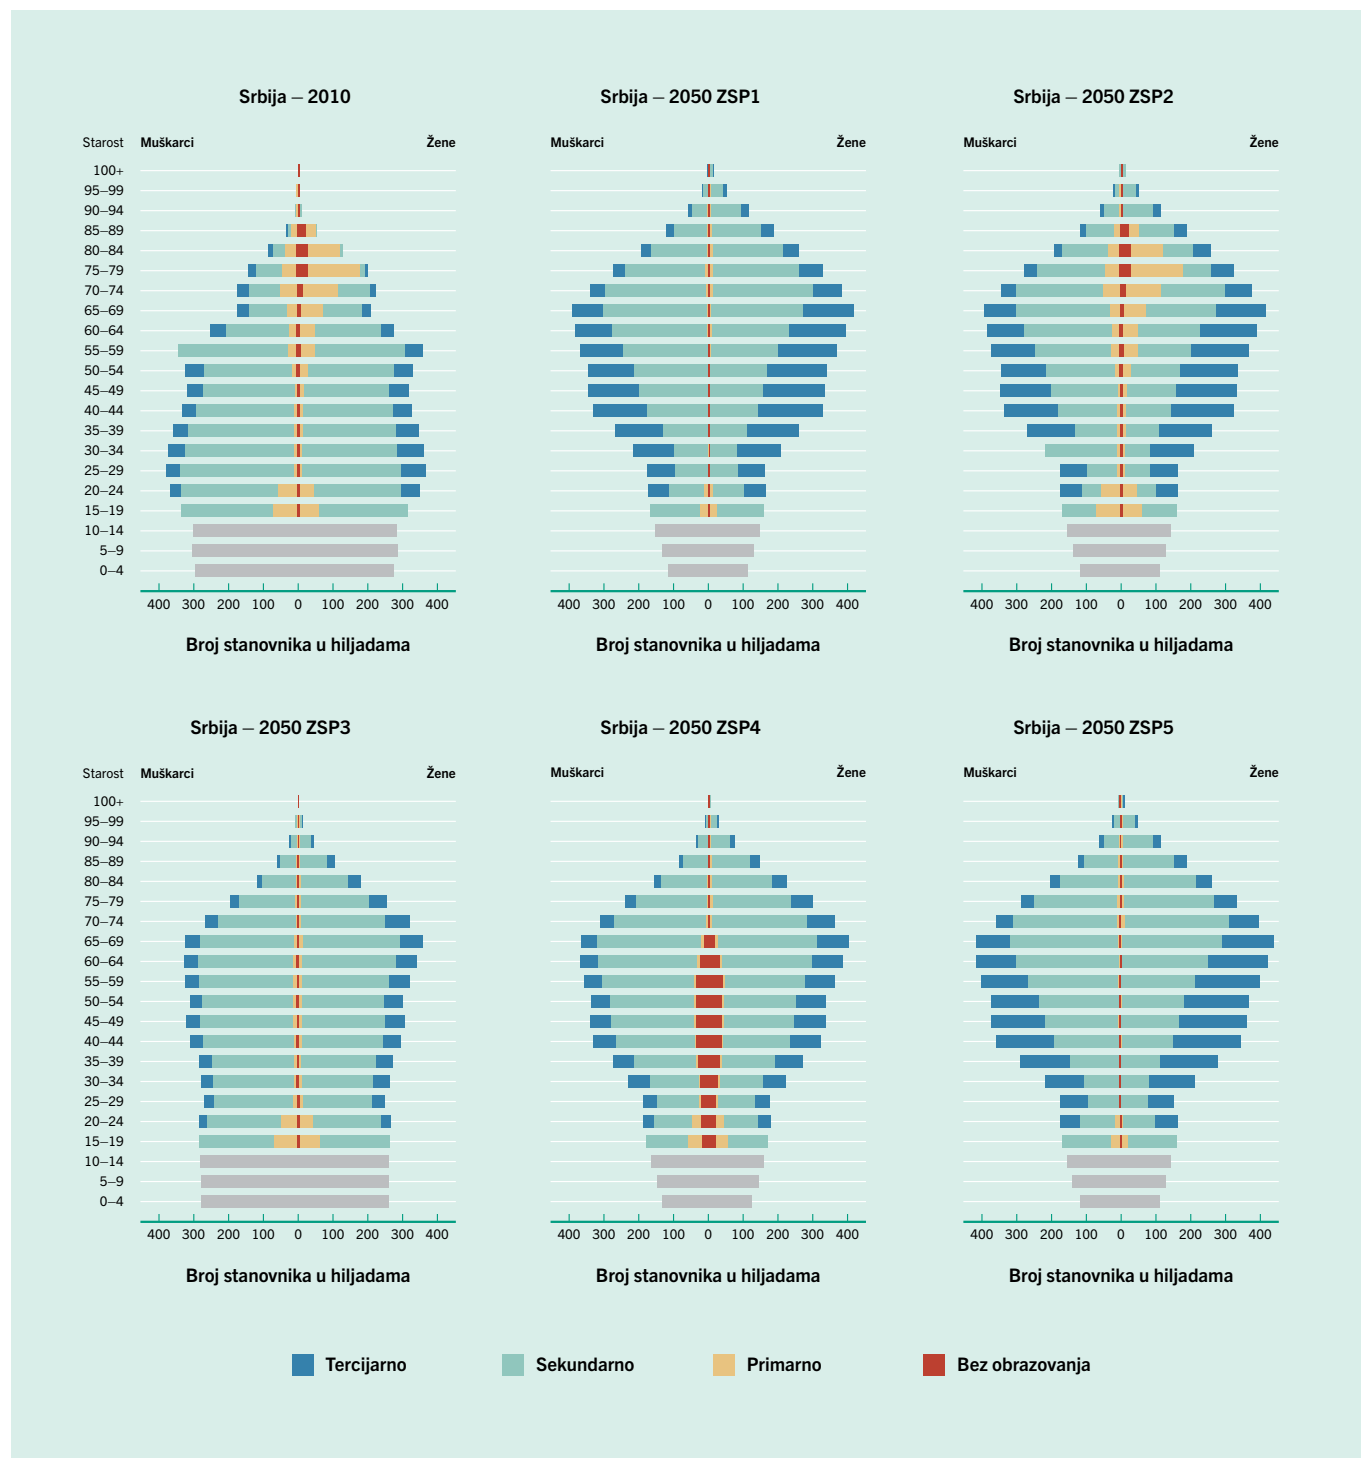 Srbija – 2010
Srbija – 2050 ZSP1
Srbija – 2050 ZSP2
Starost Muškarci Žene
Muškarci Žene
Muškarci Žene
100+
95–99
90–94
85–89
80–84
75–79
70–74
65–69
60–64
55–59
50–54
45–49
40–44
35–39
30–34
25–29
20–24
15–19
10–14
5–9
0–4
400 300 200 100 0 100 200 300 400
400 300 200 100 0 100 200 300 400
400 300 200 100 0 100 200 300 400
Broj stanovnika u hiljadama
Broj stanovnika u hiljadama
Broj stanovnika u hiljadama
Srbija – 2050 ZSP3
Srbija – 2050 ZSP4
Srbija – 2050 ZSP5
Starost Muškarci Žene
Muškarci Žene
Muškarci Žene
100+
95–99
90–94
85–89
80–84
75–79
70–74
65–69
60–64
55–59
50–54
45–49
40–44
35–39
30–34
25–29
20–24
15–19
10–14
5–9
0–4
400 300 200 100 0 100 200 300 400
400 300 200 100 0 100 200 300 400
400 300 200 100 0 100 200 300 400
Broj stanovnika u hiljadama
Broj stanovnika u hiljadama
Broj stanovnika u hiljadama
Tercijarno
Sekundarno
Primarno
Bez obrazovanja